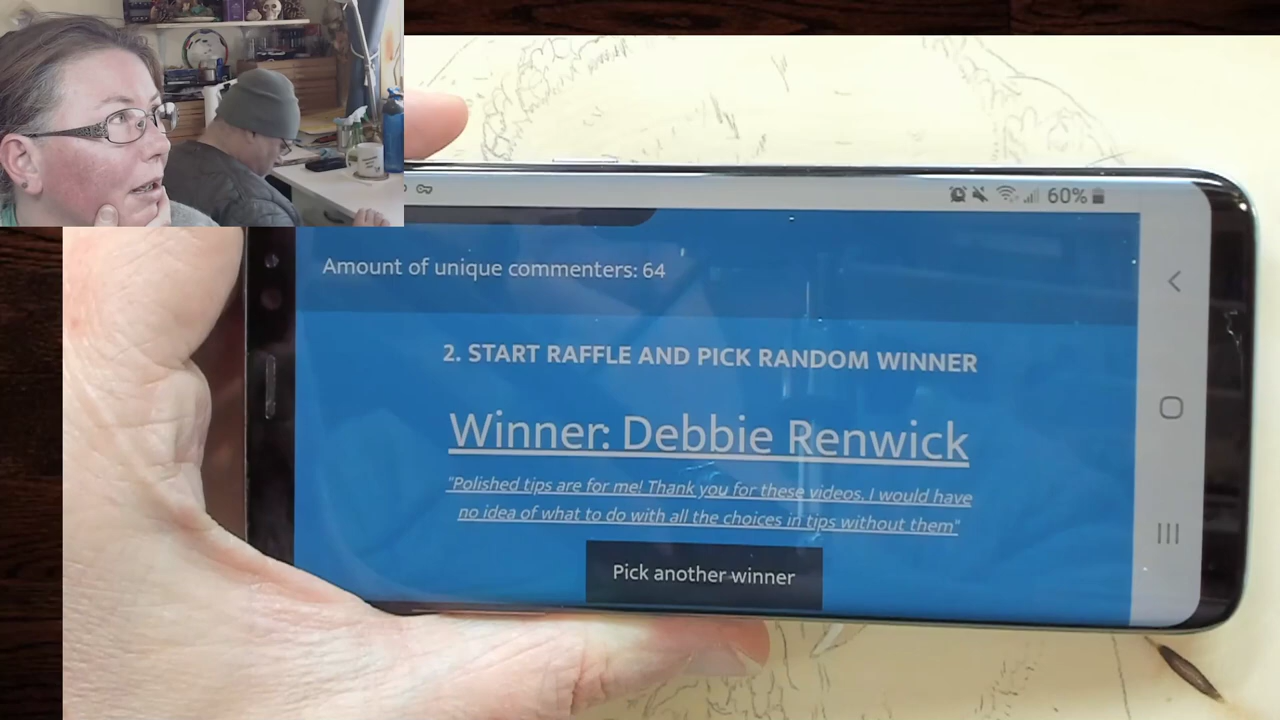 60%
Amount of unique commenters: 64
2. START RAFFLE AND PICK RANDOM WINNER
Winner: Debbie Renwick
"Polished tips are for me! Thank you for these videos. I would have
no idea of what to do with all the choices in tips without them"
Pick another winner